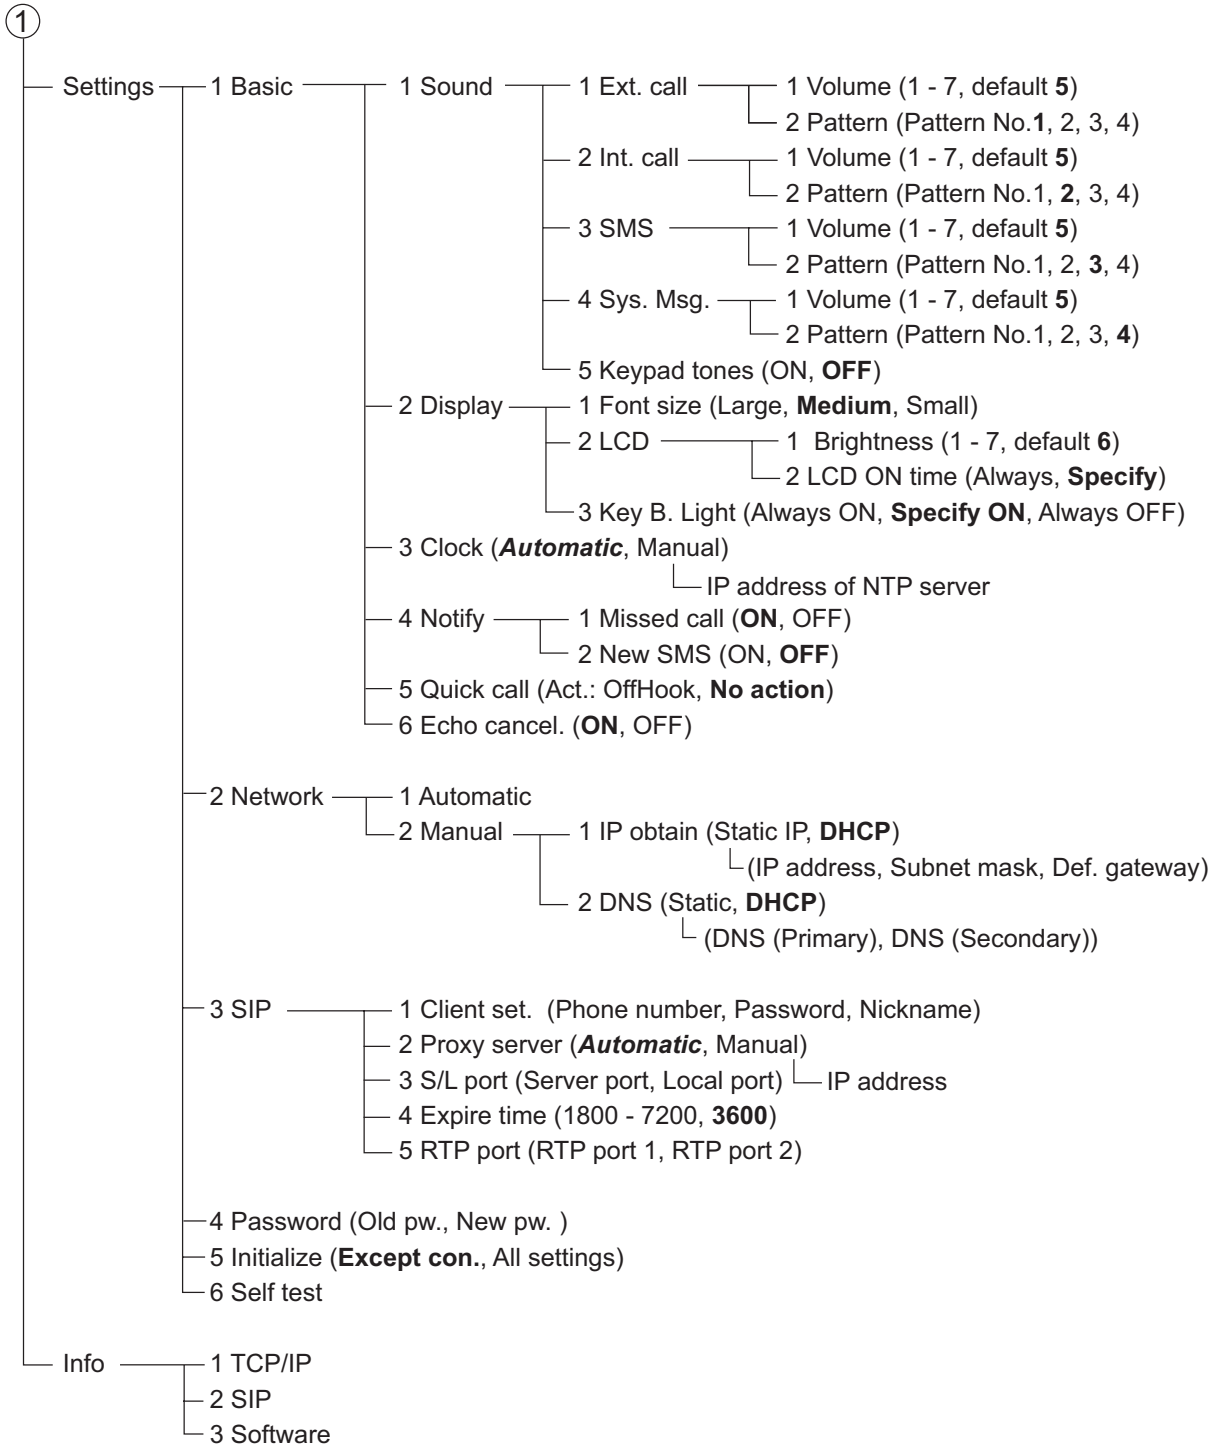 1
Settings 1 Basic 1 Sound 1 Ext. call 1 Volume (1 - 7, default 5)
2 Pattern (Pattern No.1, 2, 3, 4)
2 Int. call 1 Volume (1 - 7, default 5)
2 Pattern (Pattern No.1, 2, 3, 4)
3 SMS 1 Volume (1 - 7, default 5)
2 Pattern (Pattern No.1, 2, 3, 4)
4 Sys. Msg. 1 Volume (1 - 7, default 5)
2 Pattern (Pattern No.1, 2, 3, 4)
5 Keypad tones (ON, OFF)
2 Display 1 Font size (Large, Medium, Small)
2 LCD 1 Brightness (1 - 7, default 6)
2 LCD ON time (Always, Specify)
3 Key B. Light (Always ON, Specify ON, Always OFF)
3 Clock (Automatic, Manual)
IP address of NTP server
4 Notify 1 Missed call (ON, OFF)
2 New SMS (ON, OFF)
5 Quick call (Act.: OffHook, No action)
6 Echo cancel. (ON, OFF)
2 Network 1 Automatic
2 Manual 1 IP obtain (Static IP, DHCP)
(IP address, Subnet mask, Def. gateway)
2 DNS (Static, DHCP)
(DNS (Primary), DNS (Secondary))
3 SIP 1 Client set. (Phone number, Password, Nickname)
2 Proxy server (Automatic, Manual)
3 S/L port (Server port, Local port) IP address
4 Expire time (1800 - 7200, 3600)
5 RTP port (RTP port 1, RTP port 2)
4 Password (Old pw., New pw. )
5 Initialize (Except con., All settings)
6 Self test
Info 1 TCP/IP
2 SIP
3 Software